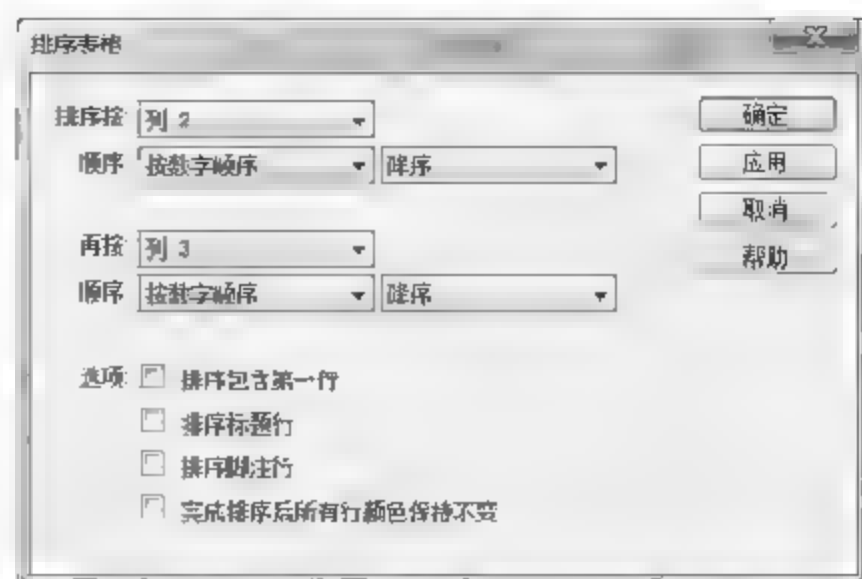 排序表格
排序按: 列 2 确定
顺序: 按数字顺序 降序 应用
取消
再按: 列 3 帮助
顺序: 按数字顺序 降序
选项: 排序包含第一行
排序标题行
排序脚注行
完成排序后所有行颜色保持不变